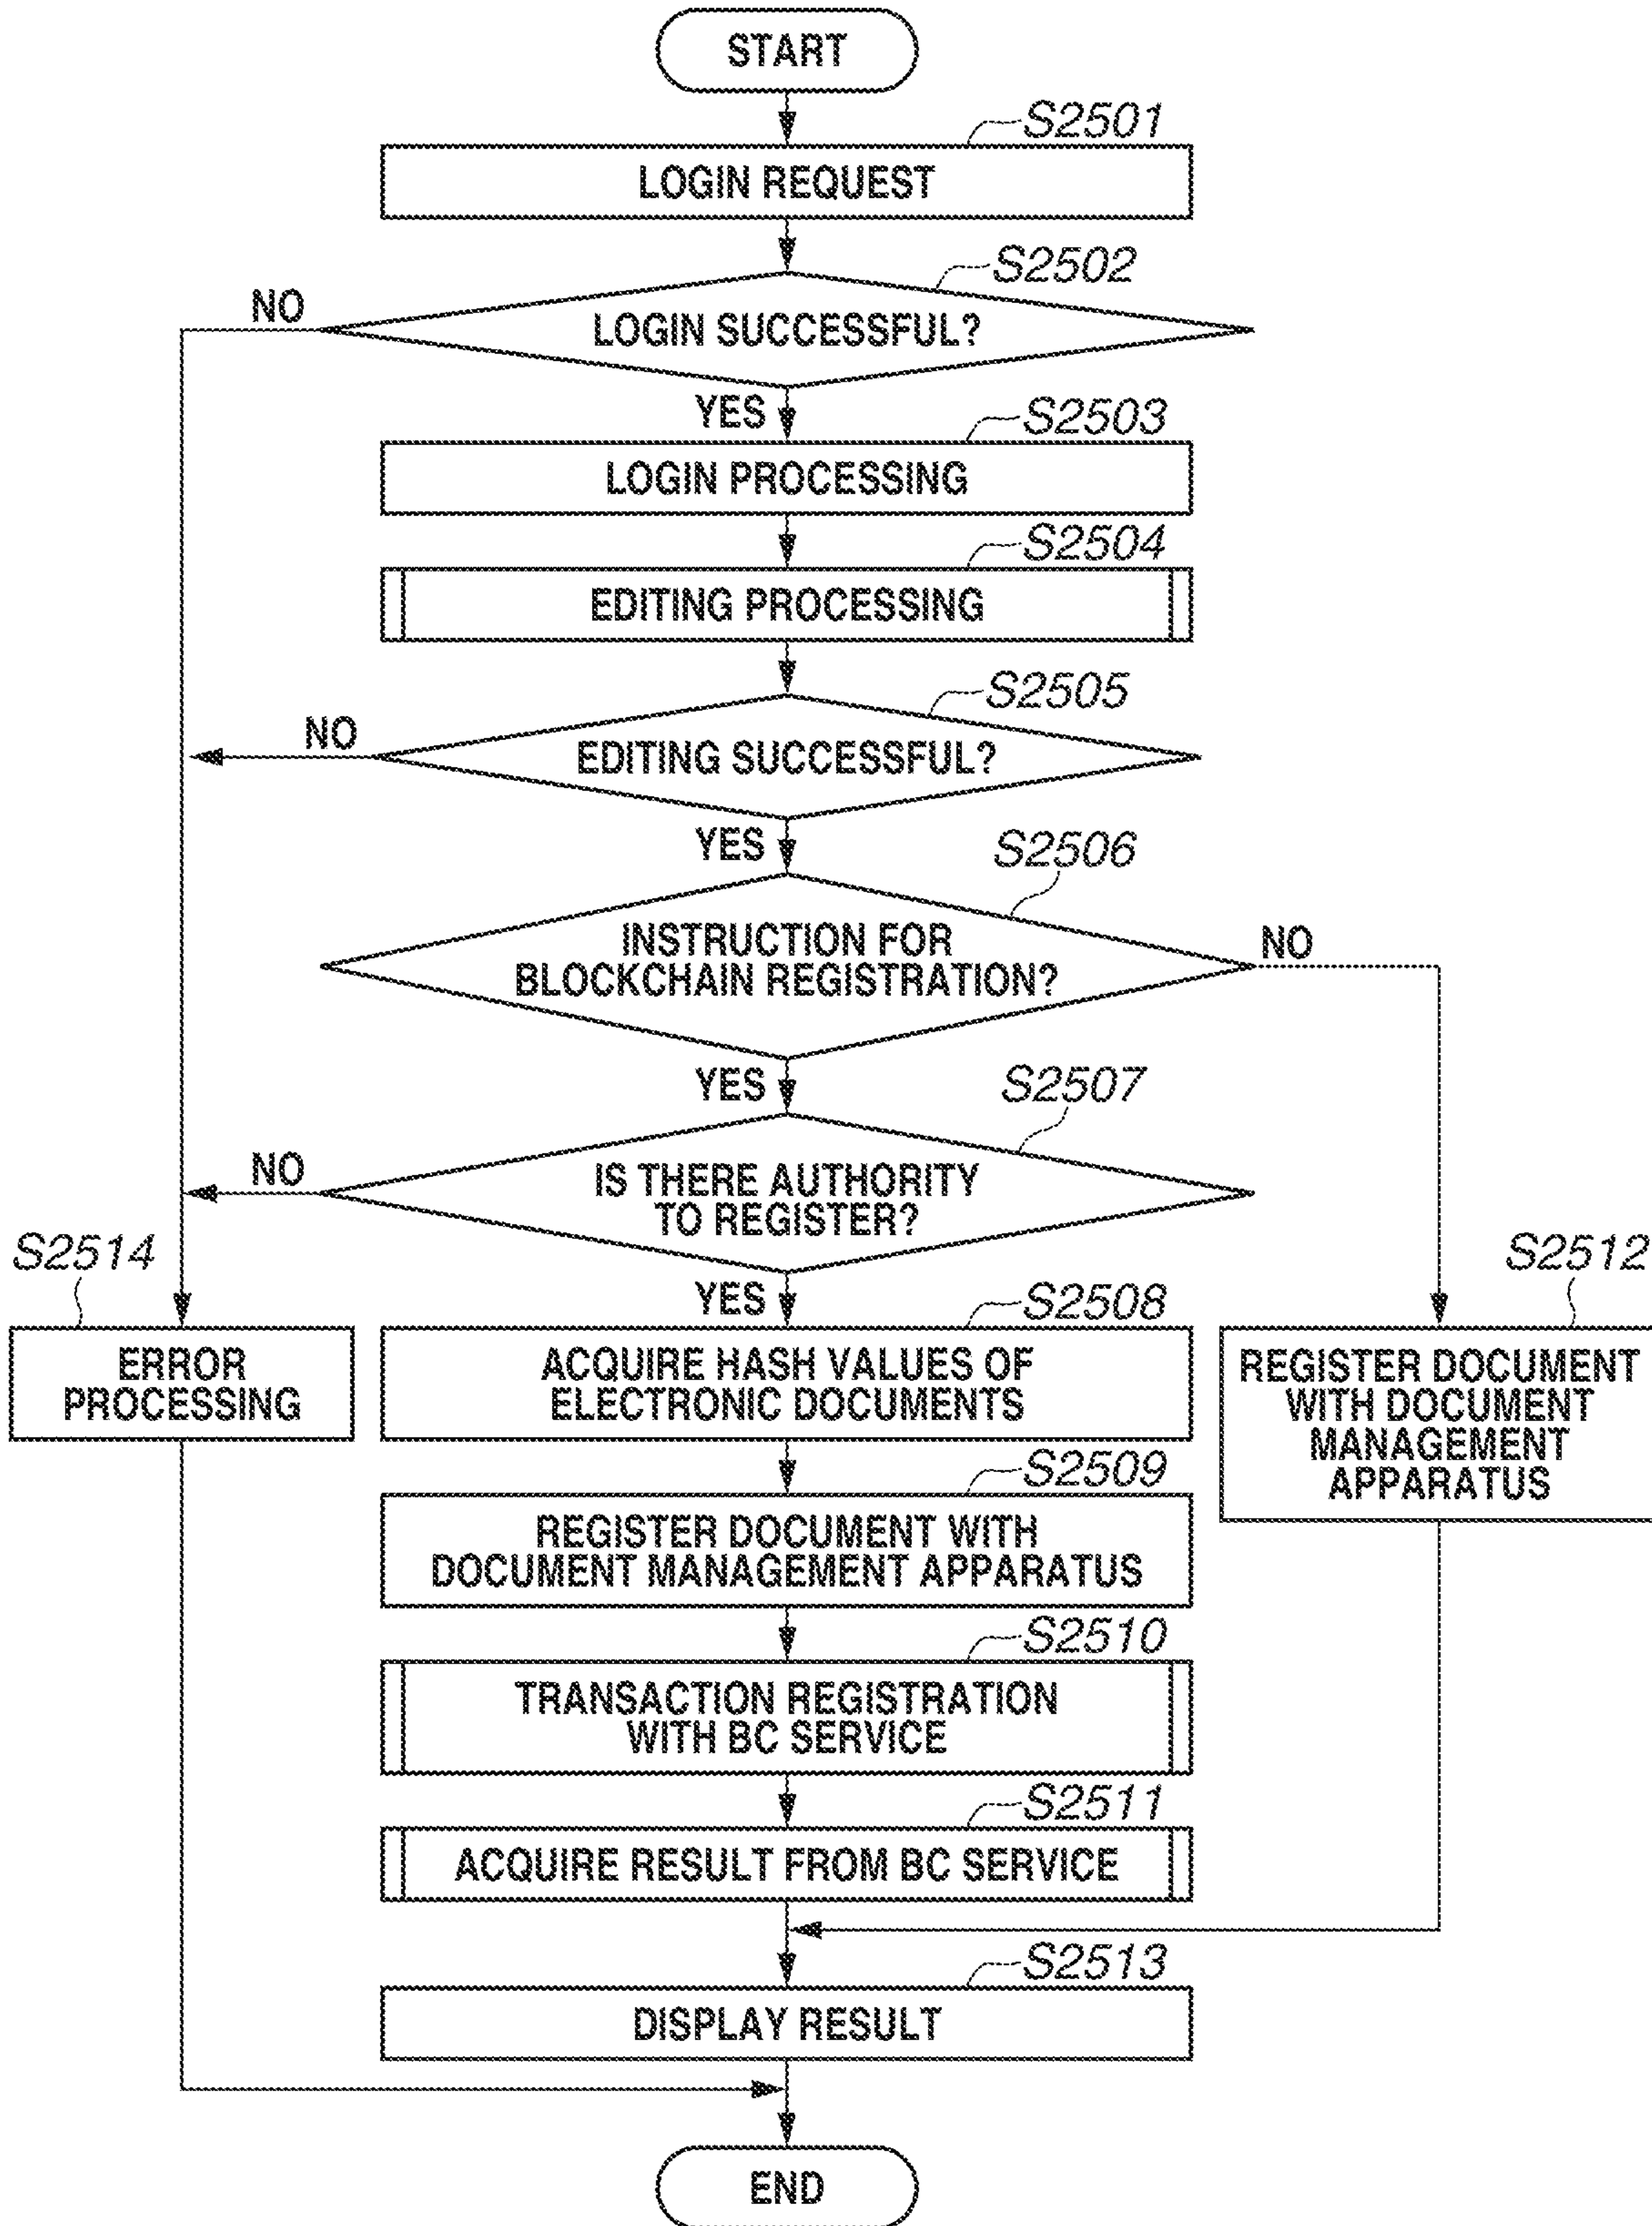 START
S2501
LOGIN REQUEST
S2502
NO
LOGIN SUCCESSFUL?
YES
S2503
LOGIN PROCESSING
S2504
EDITING PROCESSING
S2505
NO
EDITING SUCCESSFUL?
YES
S2506
INSTRUCTION FOR
BLOCKCHAIN REGISTRATION?
NO
YES
S2507
NO
IS THERE AUTHORITY
TO REGISTER?
YES
S2514
ERROR
PROCESSING
S2508
ACQUIRE HASH VALUES OF
ELECTRONIC DOCUMENTS
S2512
REGISTER DOCUMENT
WITH DOCUMENT
MANAGEMENT
APPARATUS
S2509
REGISTER DOCUMENT WITH
DOCUMENT MANAGEMENT APPARATUS
S2510
TRANSACTION REGISTRATION
WITH BC SERVICE
S2511
ACQUIRE RESULT FROM BC SERVICE
S2513
DISPLAY RESULT
END